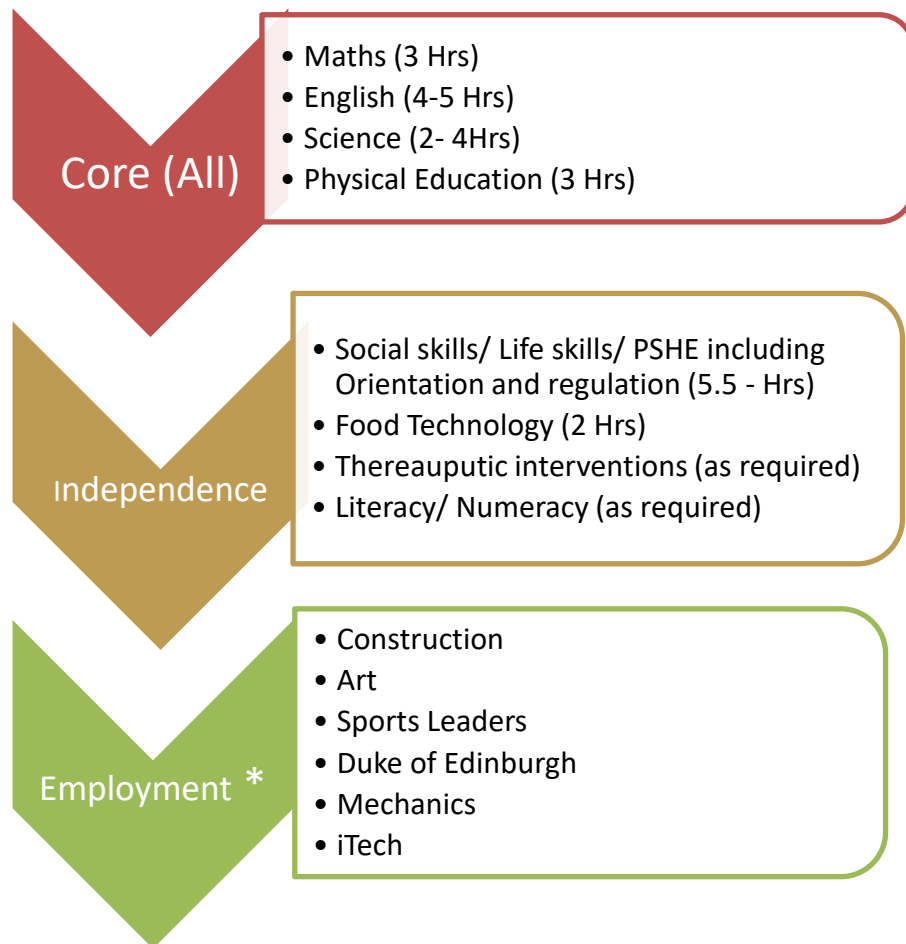 Core (All)
• Maths (3 Hrs)
• English (4-5 Hrs)
• Science (2- 4Hrs)
• Physical Education (3 Hrs)
Independence
• Social skills/ Life skills/ PSHE including
Orientation and regulation (5.5 - Hrs)
• Food Technology (2 Hrs)
• Thereauputic interventions (as required)
• Literacy/ Numeracy (as required)
Employment *
• Construction
• Art
• Sports Leaders
• Duke of Edinburgh
• Mechanics
• iTech